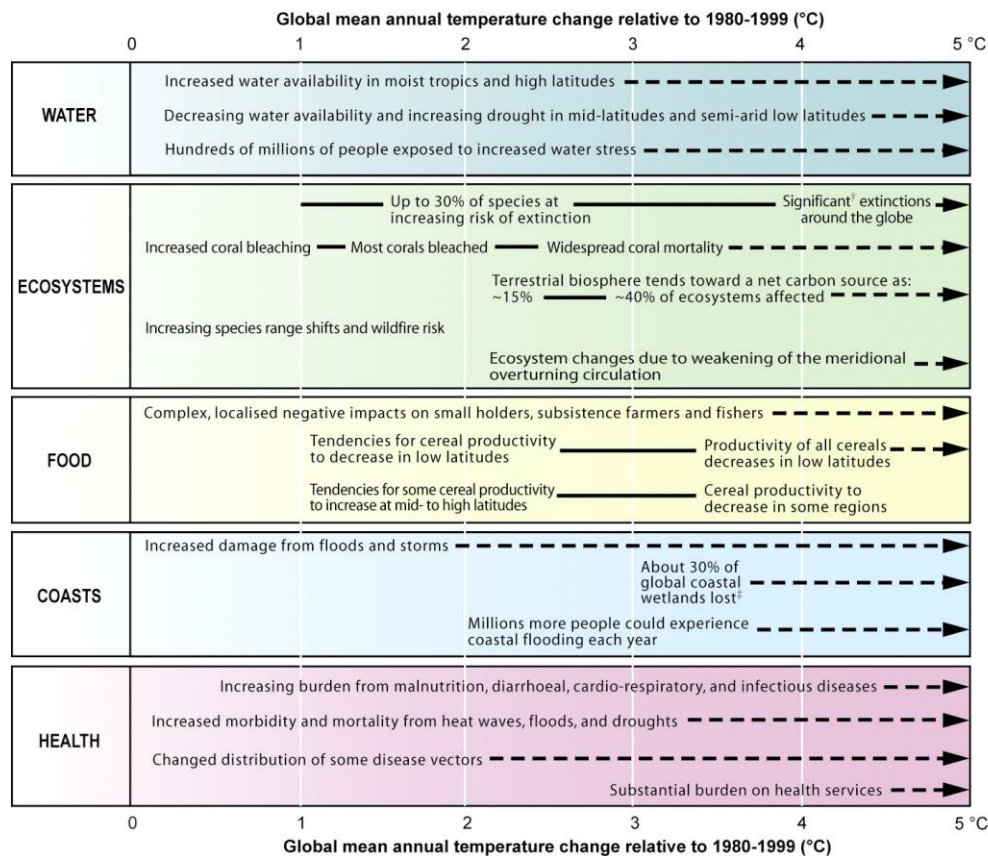 Global mean annual temperature change relative to 1980-1999 (°C)
0 1 2 3 4 5 °C
WATER
Increased water availability in moist tropics and high latitudes
Decreasing water availability and increasing drought in mid-latitudes and semi-arid low latitudes
Hundreds of millions of people exposed to increased water stress
ECOSYSTEMS
Up to 30% of species at
increasing risk of extinction
Significant† extinctions
around the globe
Increased coral bleaching Most corals bleached Widespread coral mortality
Terrestrial biosphere tends toward a net carbon source as:
~15% ~40% of ecosystems affected
Increasing species range shifts and wildfire risk
Ecosystem changes due to weakening of the meridional
overturning circulation
FOOD
Complex, localised negative impacts on small holders, subsistence farmers and fishers
Tendencies for cereal productivity
to decrease in low latitudes
Productivity of all cereals
decreases in low latitudes
Tendencies for some cereal productivity
to increase at mid- to high latitudes
Cereal productivity to
decrease in some regions
COASTS
Increased damage from floods and storms
About 30% of
global coastal
wetlands lost‡
Millions more people could experience
coastal flooding each year
HEALTH
Increasing burden from malnutrition, diarrhoeal, cardio-respiratory, and infectious diseases
Increased morbidity and mortality from heat waves, floods, and droughts
Changed distribution of some disease vectors
Substantial burden on health services
0 1 2 3 4 5 °C
Global mean annual temperature change relative to 1980-1999 (°C)